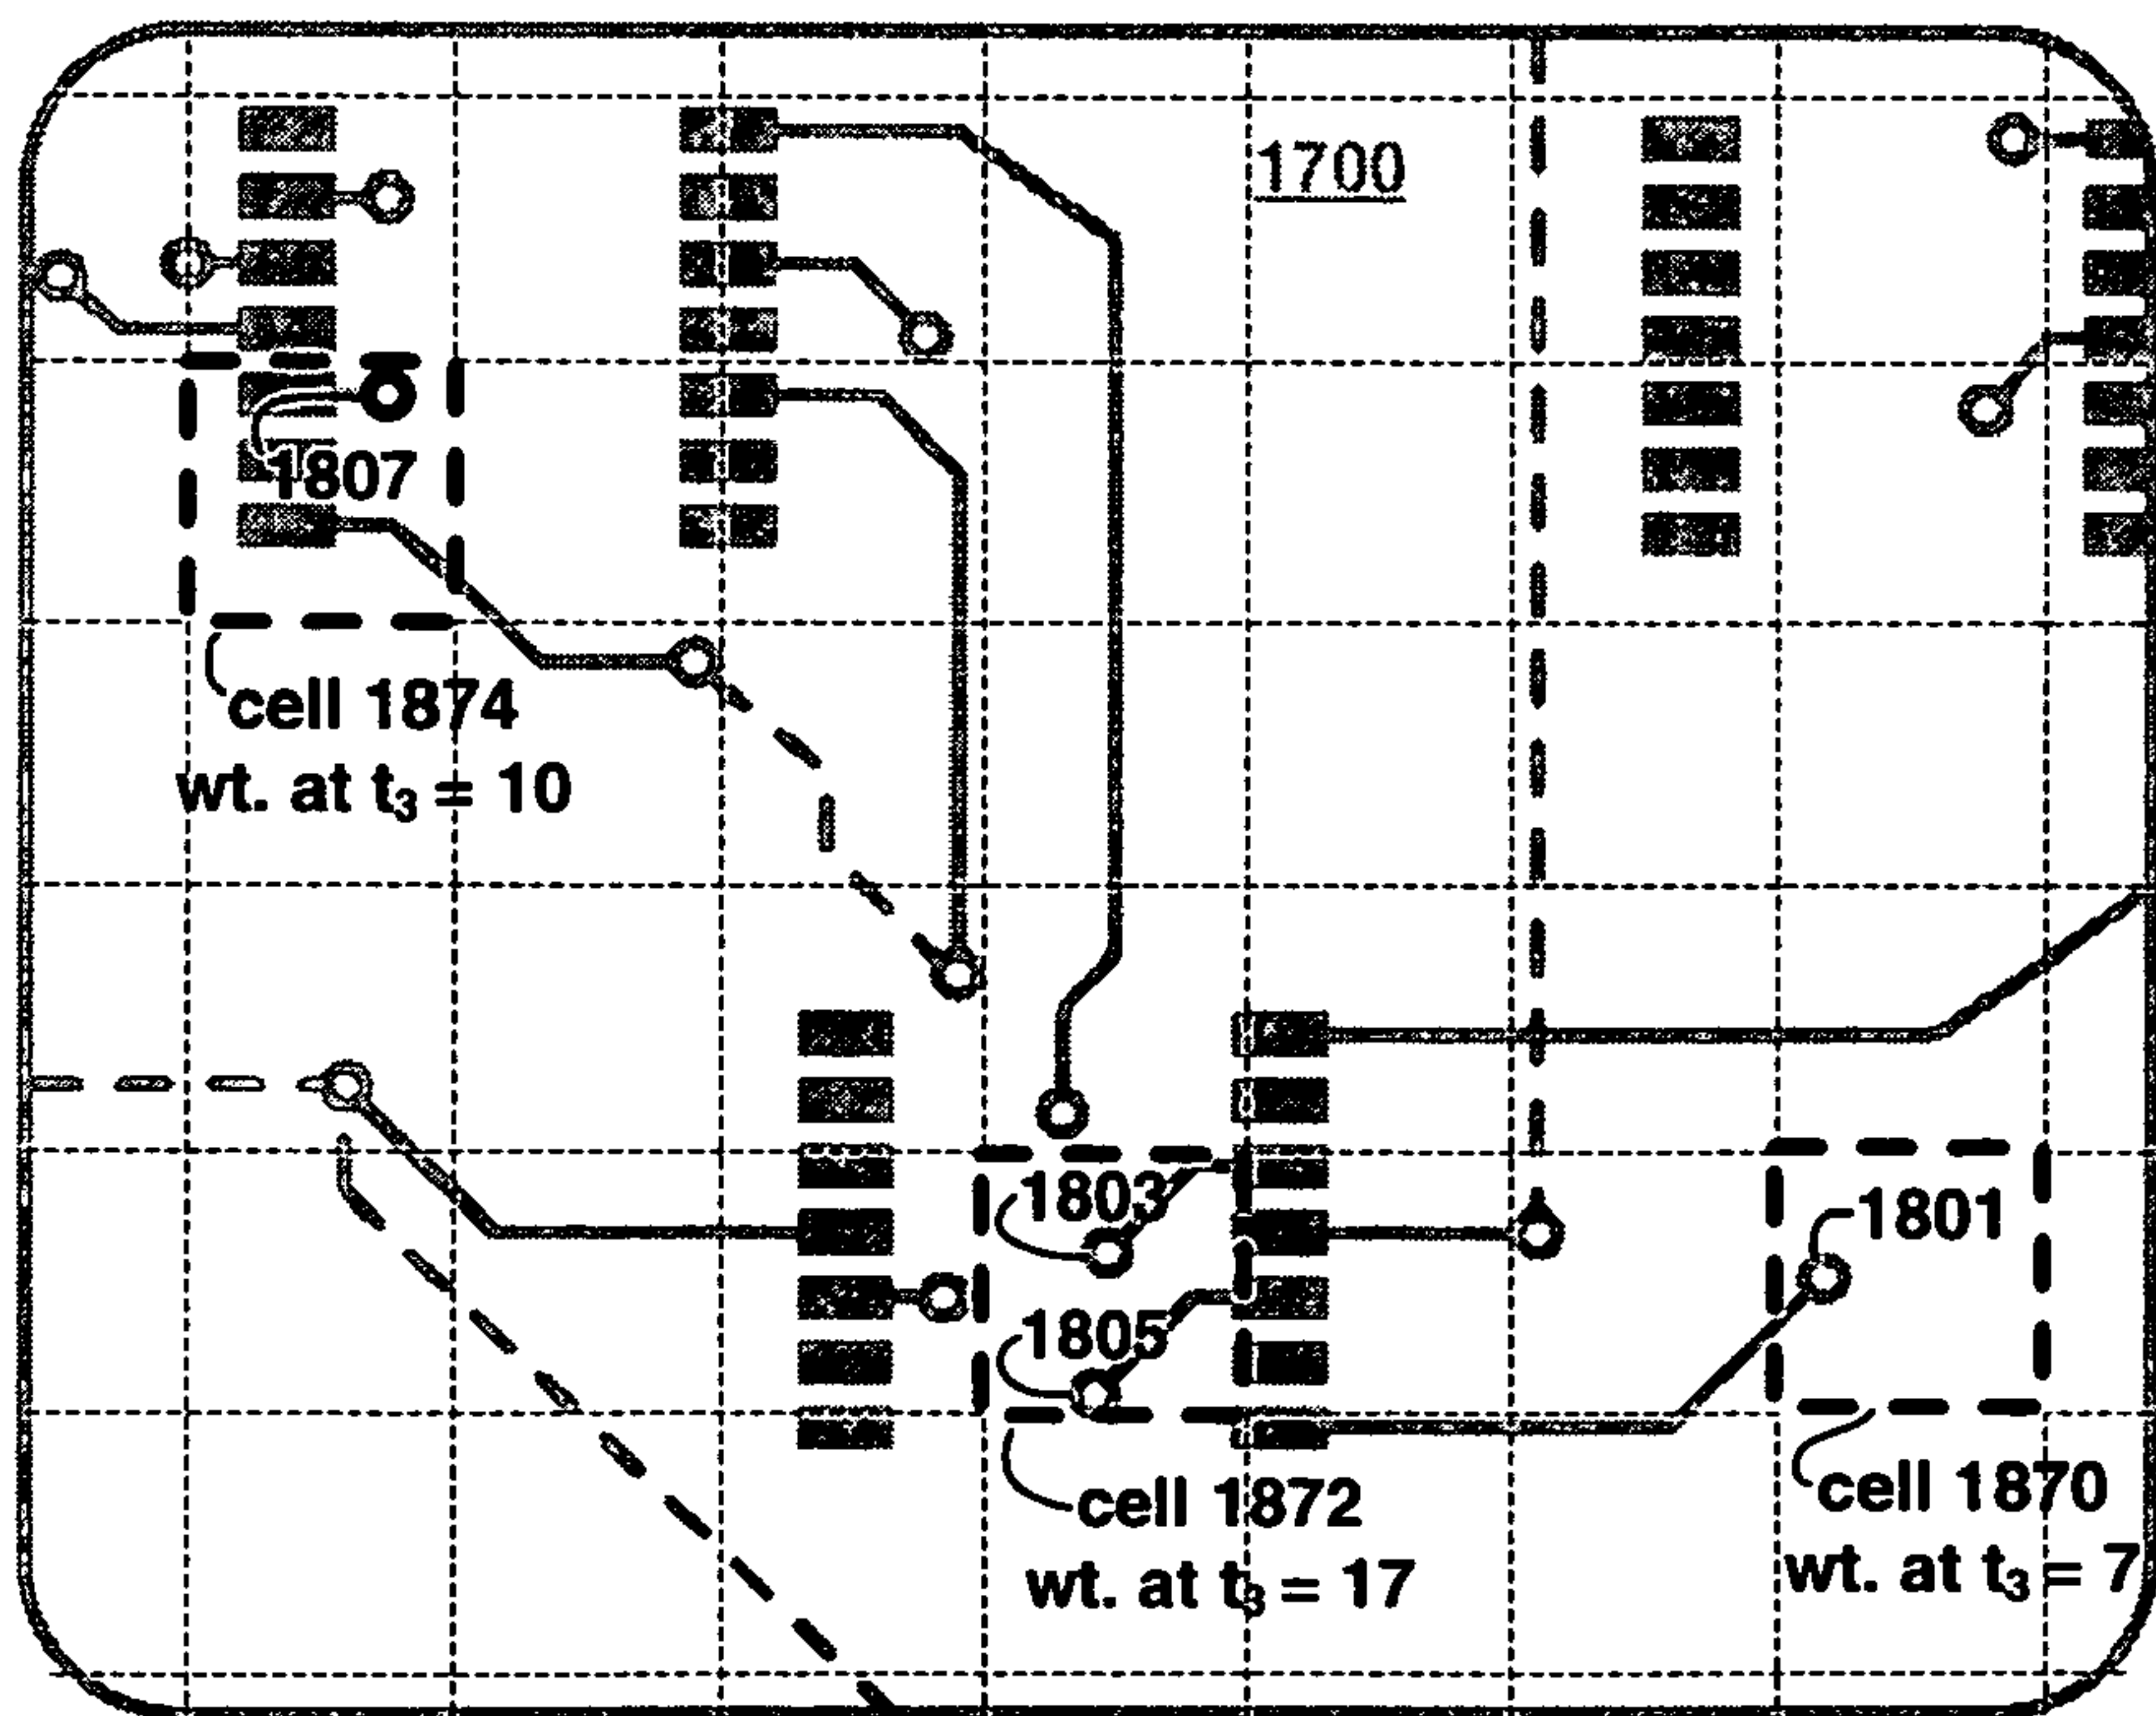 1700
1807
cell 1874
wt. at t₃ = 10
1803
1801
1805
cell 1872
wt. at t₃ = 17
cell 1870
wt. at t₃ = 7